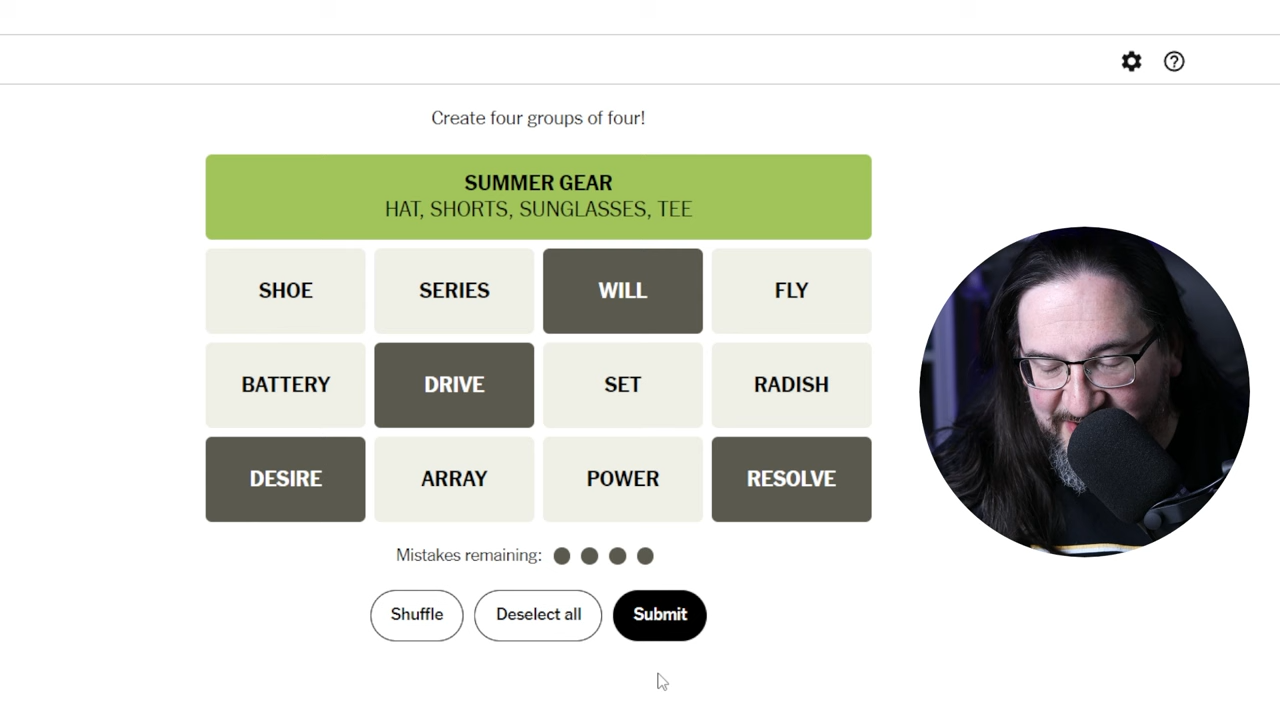 Create four groups of four!
SUMMER GEAR
HAT, SHORTS, SUNGLASSES, TEE
SHOE SERIES WILL FLY
BATTERY DRIVE SET RADISH
DESIRE ARRAY POWER RESOLVE
Mistakes remaining:
Shuffle Deselect all Submit